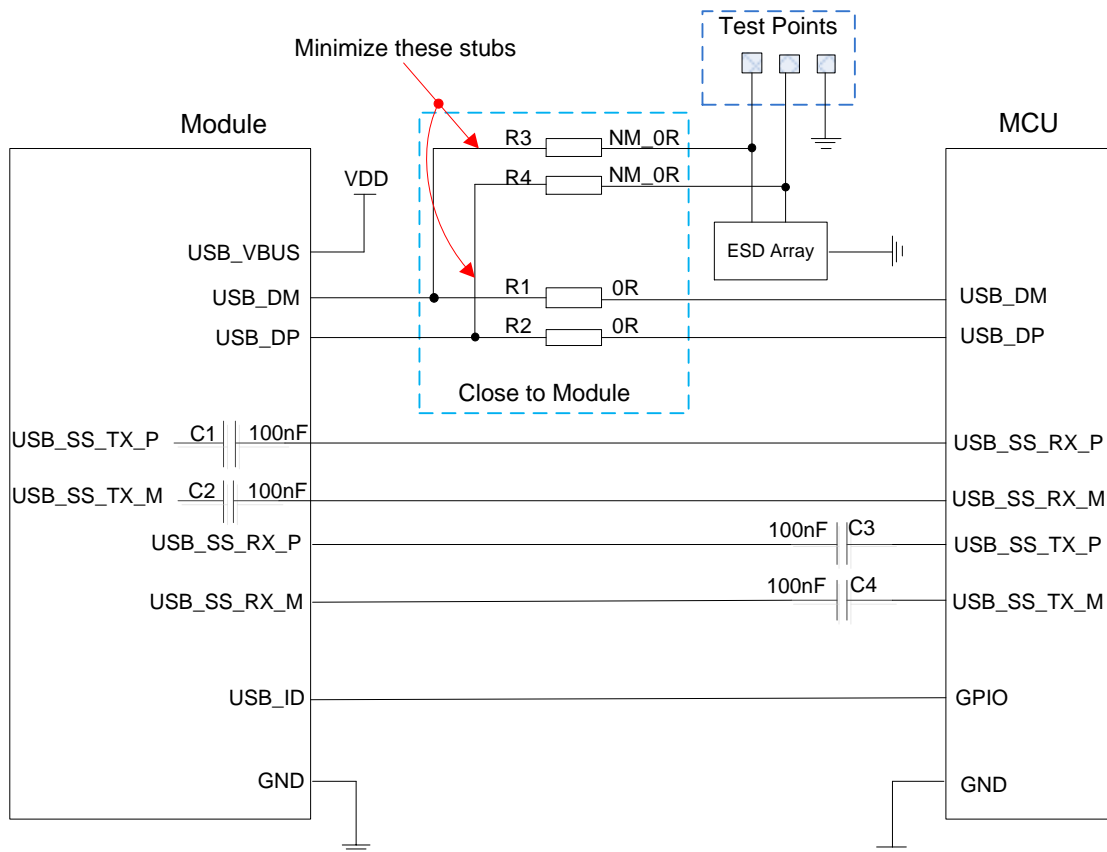 Test Points
Minimize these stubs
Module
MCU
R3 NM_0R
R4 NM_0R
VDD
ESD Array
USB_VBUS
USB_DM R1 0R USB_DM
USB_DP R2 0R USB_DP
Close to Module
USB_SS_TX_P C1 100nF USB_SS_RX_P
USB_SS_TX_M C2 100nF USB_SS_RX_M
USB_SS_RX_P 100nF C3 USB_SS_TX_P
USB_SS_RX_M 100nF C4 USB_SS_TX_M
USB_ID GPIO
GND GND